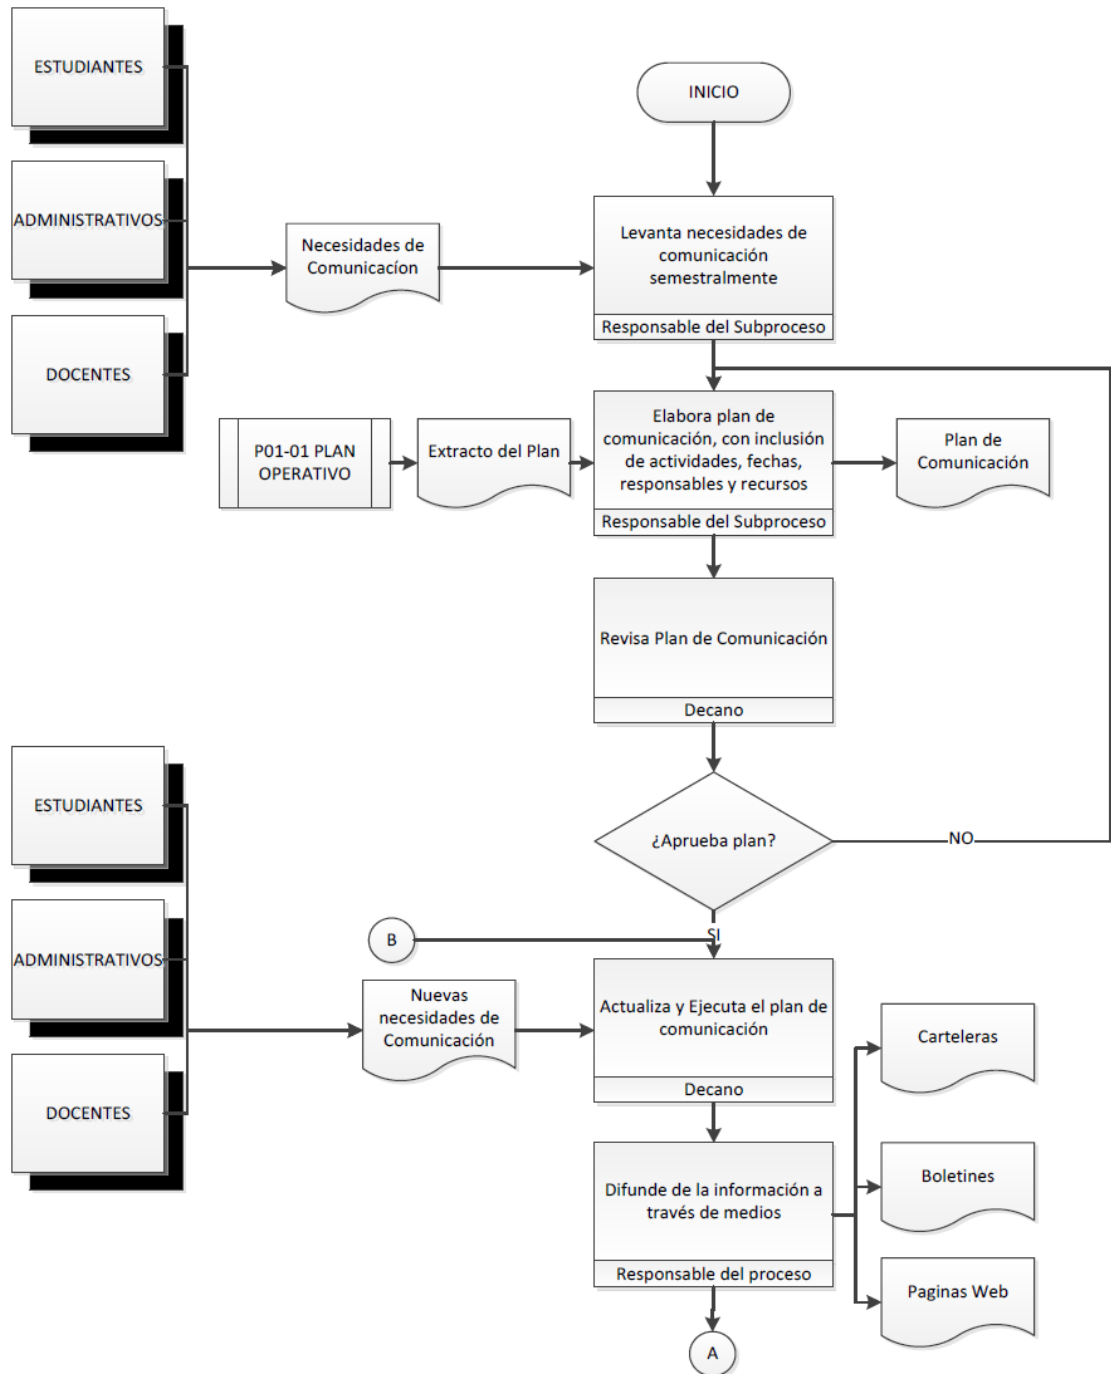 ESTUDIANTES
INICIO
ADMINISTRATIVOS
Necesidades de
Comunicacíon
Levanta necesidades de
comunicación
semestralmente
Responsable del Subproceso
DOCENTES
P01-01 PLAN
OPERATIVO
Extracto del Plan
Elabora plan de
comunicación, con inclusión
de actividades, fechas,
responsables y recursos
Responsable del Subproceso
Plan de
Comunicación
Revisa Plan de Comunicación
Decano
¿Aprueba plan?
NO
SI
ESTUDIANTES
ADMINISTRATIVOS
DOCENTES
B
Nuevas
necesidades de
Comunicación
Actualiza y Ejecuta el plan de
comunicación
Decano
Carteleras
Difunde de la información a
través de medios
Responsable del proceso
Boletines
Paginas Web
A